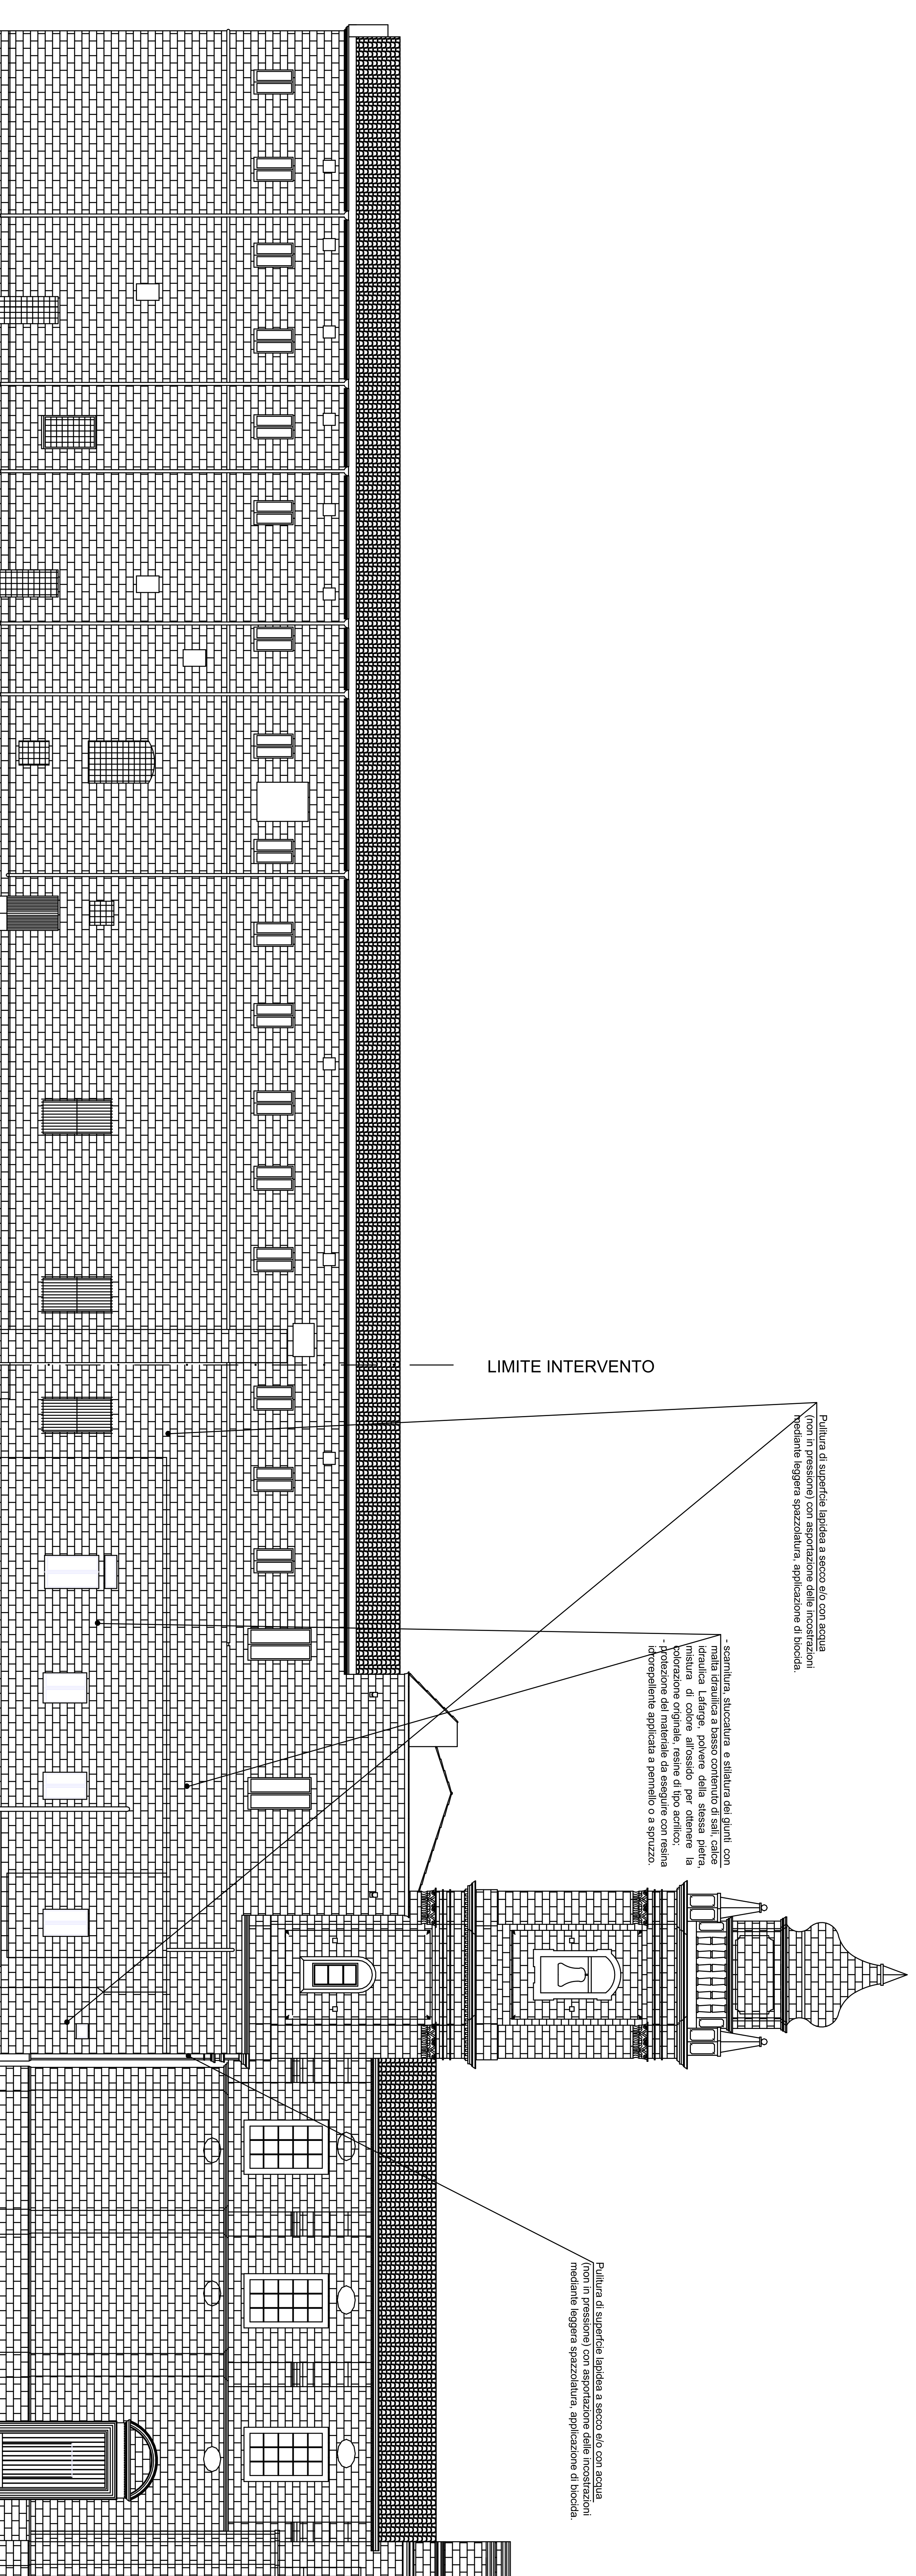 LIMITE INTERVENTO
Pulitura di superfcie lapidea a secco e/o con acqua
(non in pressione) con asportazione delle incostrazioni
mediante leggera spazzolatura, applicazione di biocida.
- scarnitura, stuccatura e stilatura dei giunti con
malta idraulica a basso contenuto di sali, calce
idraulica Lafarge, polvere della stessa pietra,
mistura di colore all'ossido per ottenere la
colorazione originale, resine di tipo acrilico;
- protezione del materiale da eseguire con resina
idrorepellente applicata a pennello o a spruzzo.
Pulitura di superfcie lapidea a secco e/o con acqua
(non in pressione) con asportazione delle incostrazioni
mediante leggera spazzolatura, applicazione di biocida.